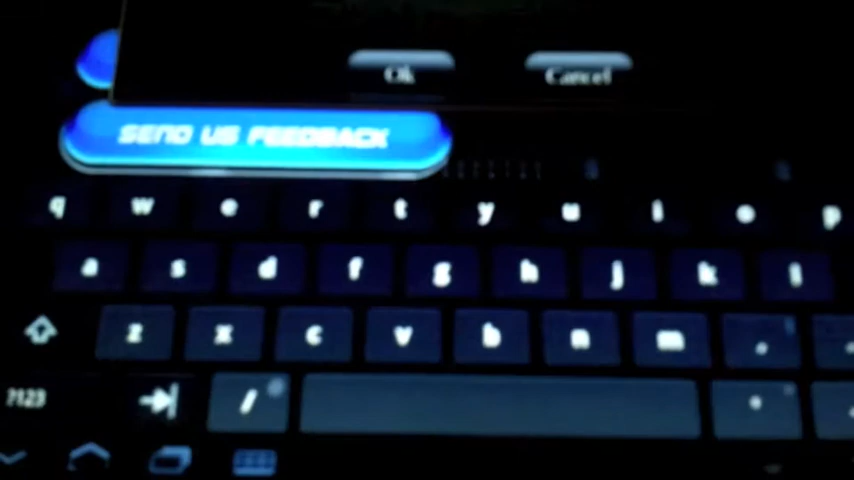 Ok Cancel
SEND US FEEDBACK
q w e r t y u i o p
a s d f g h j k l
z x c v b n m ,
?123 /